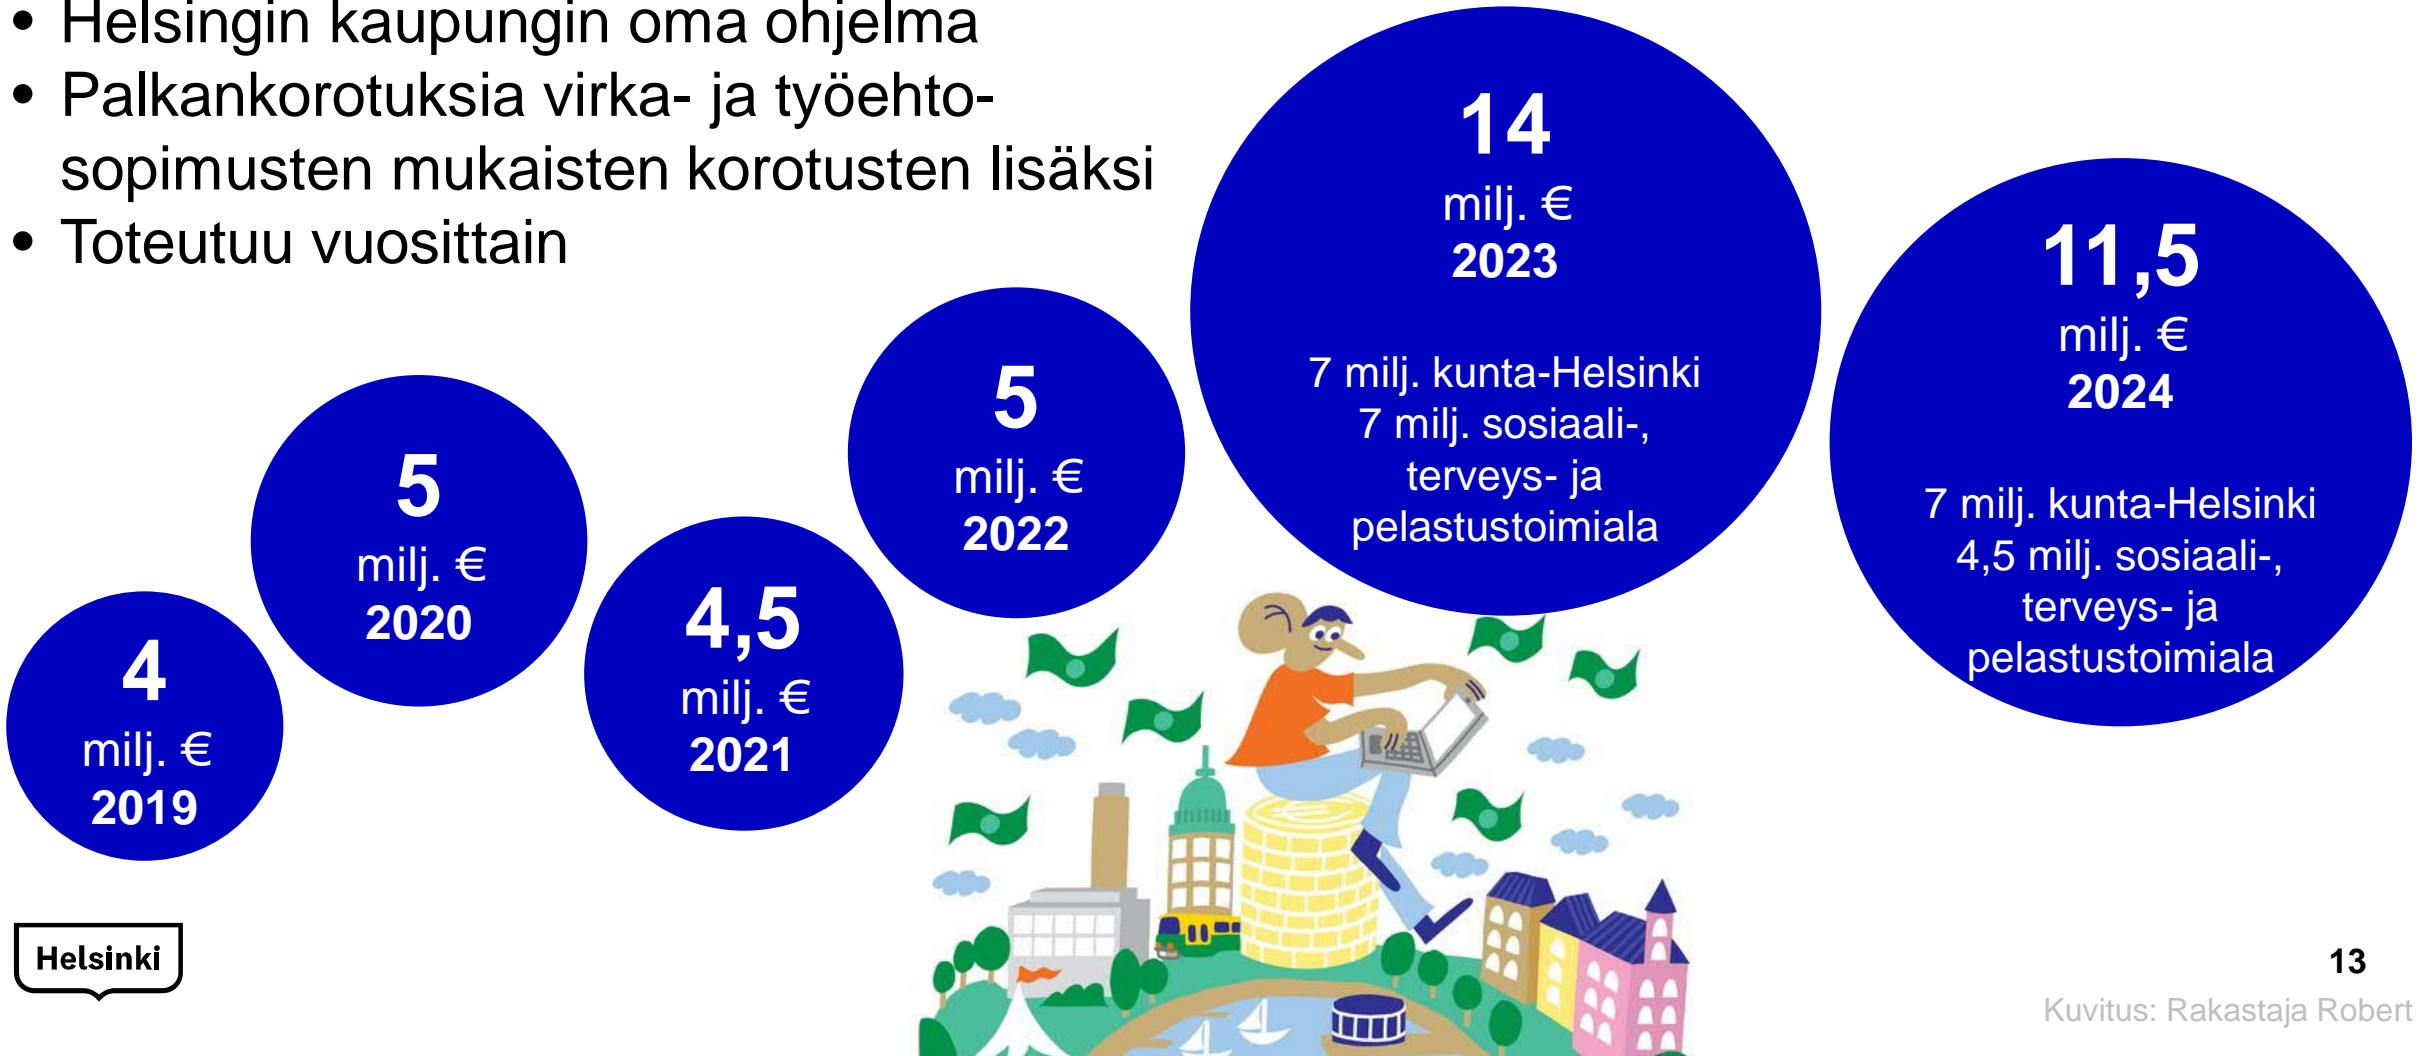 • Helsingin kaupungin oma ohjelma
• Palkankorotuksia virka- ja työehto-
sopimusten mukaisten korotusten lisäksi
• Toteutuu vuosittain
4
milj. €
2019
5
milj. €
2020
4,5
milj. €
2021
5
milj. €
2022
14
milj. €
2023
7 milj. kunta-Helsinki
7 milj. sosiaali-,
terveys- ja
pelastustoimiala
11,5
milj. €
2024
7 milj. kunta-Helsinki
4,5 milj. sosiaali-,
terveys- ja
pelastustoimiala
Helsinki
13
Kuvitus: Rakastaja Robert